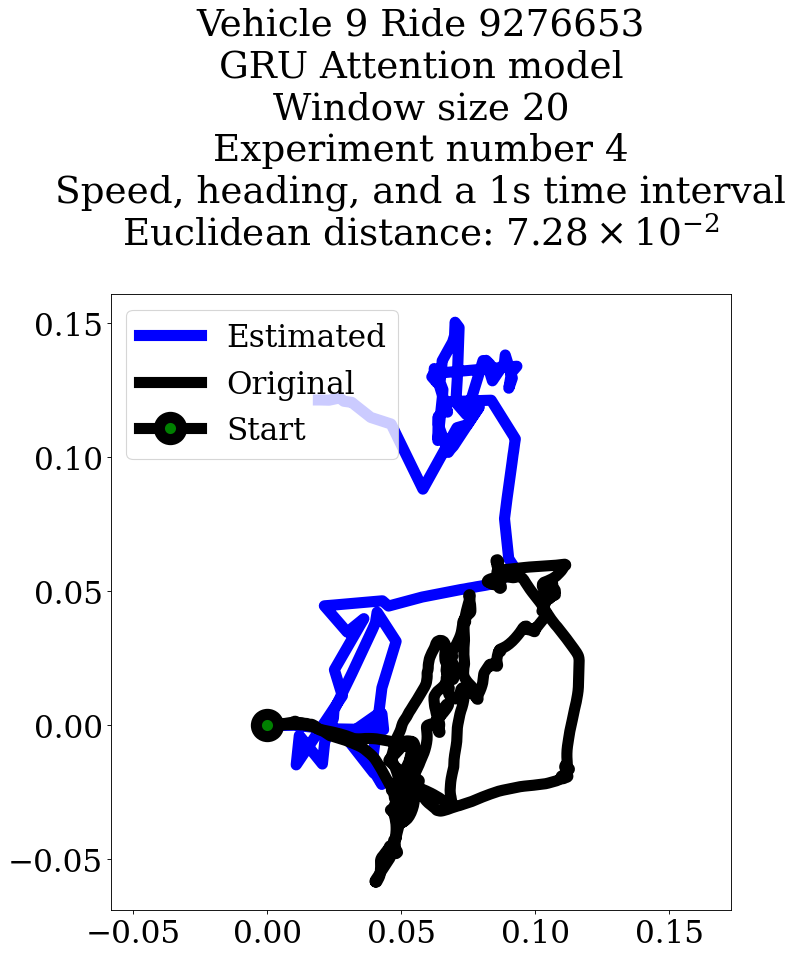 Vehicle 9 Ride 9276653
GRU Attention model
Window size 20
Experiment number 4
Speed, heading, and a 1s time interval
Euclidean distance: 7.28 × 10⁻²
0.15
0.10
0.05
0.00
−0.05
Estimated
Original
Start
−0.05 0.00 0.05 0.10 0.15